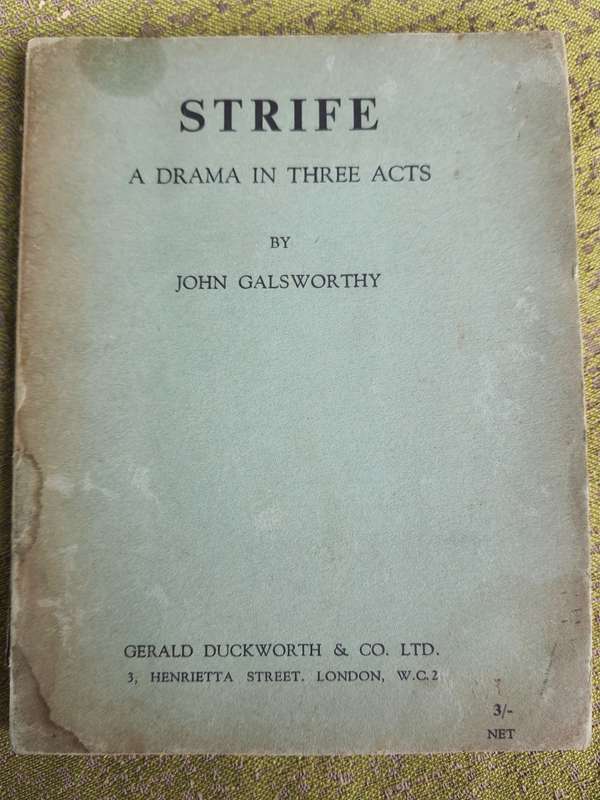 STRIFE
A DRAMA IN THREE ACTS
BY
JOHN GALSWORTHY
GERALD DUCKWORTH & CO. LTD.
3, HENRIETTA STREET. LONDON, W.C.2
3/-
NET